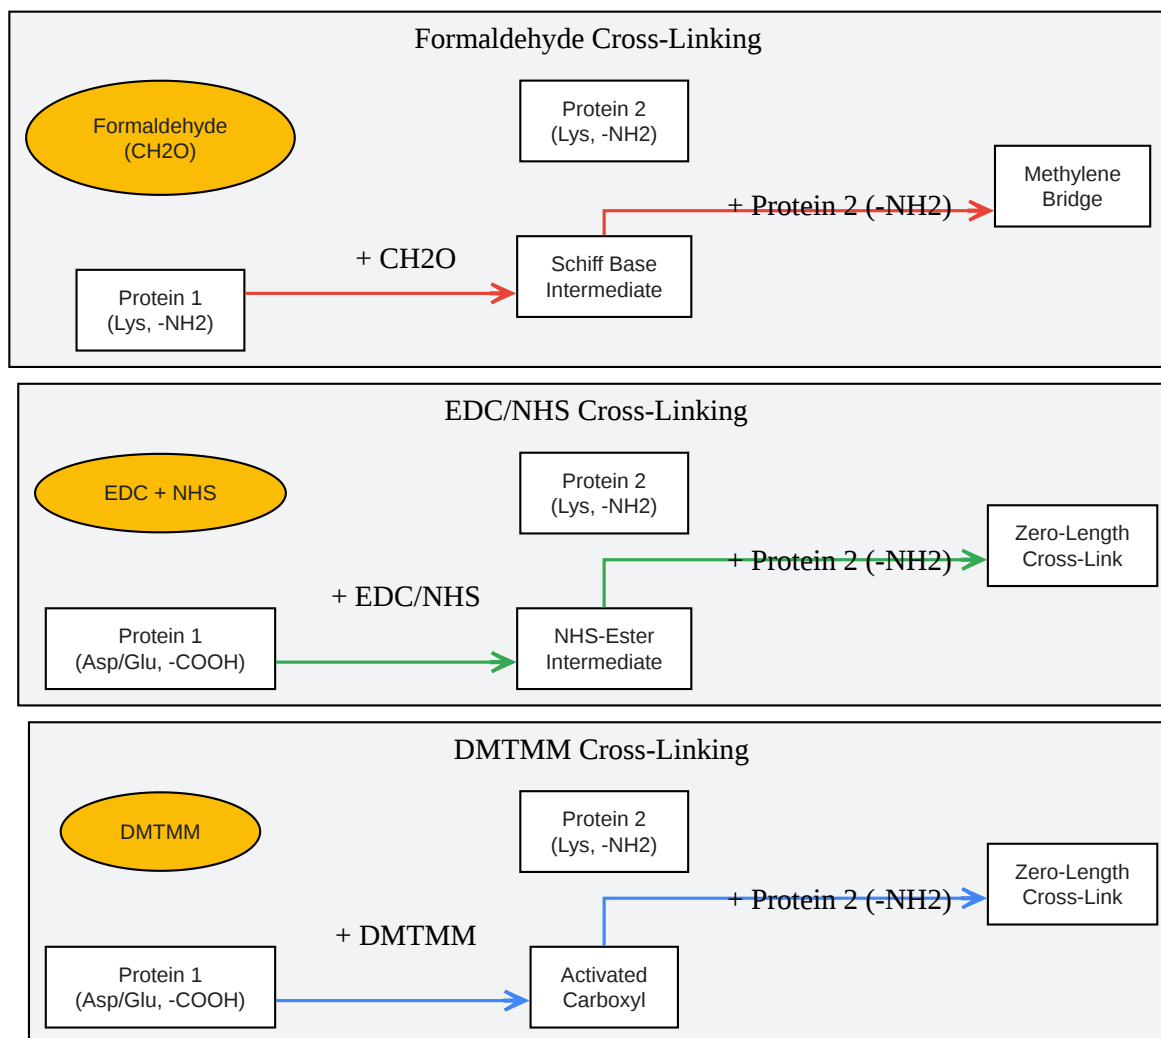 Formaldehyde Cross-Linking
Formaldehyde
(CH2O)
Protein 2
(Lys, -NH2)
Methylene
Bridge
+ Protein 2 (-NH2)
+ CH2O
Schiff Base
Intermediate
Protein 1
(Lys, -NH2)
EDC/NHS Cross-Linking
EDC + NHS
Protein 2
(Lys, -NH2)
Zero-Length
Cross-Link
+ Protein 2 (-NH2)
+ EDC/NHS
Protein 1
(Asp/Glu, -COOH)
NHS-Ester
Intermediate
DMTMM Cross-Linking
DMTMM
Protein 2
(Lys, -NH2)
Zero-Length
Cross-Link
+ Protein 2 (-NH2)
+ DMTMM
Protein 1
(Asp/Glu, -COOH)
Activated
Carboxyl